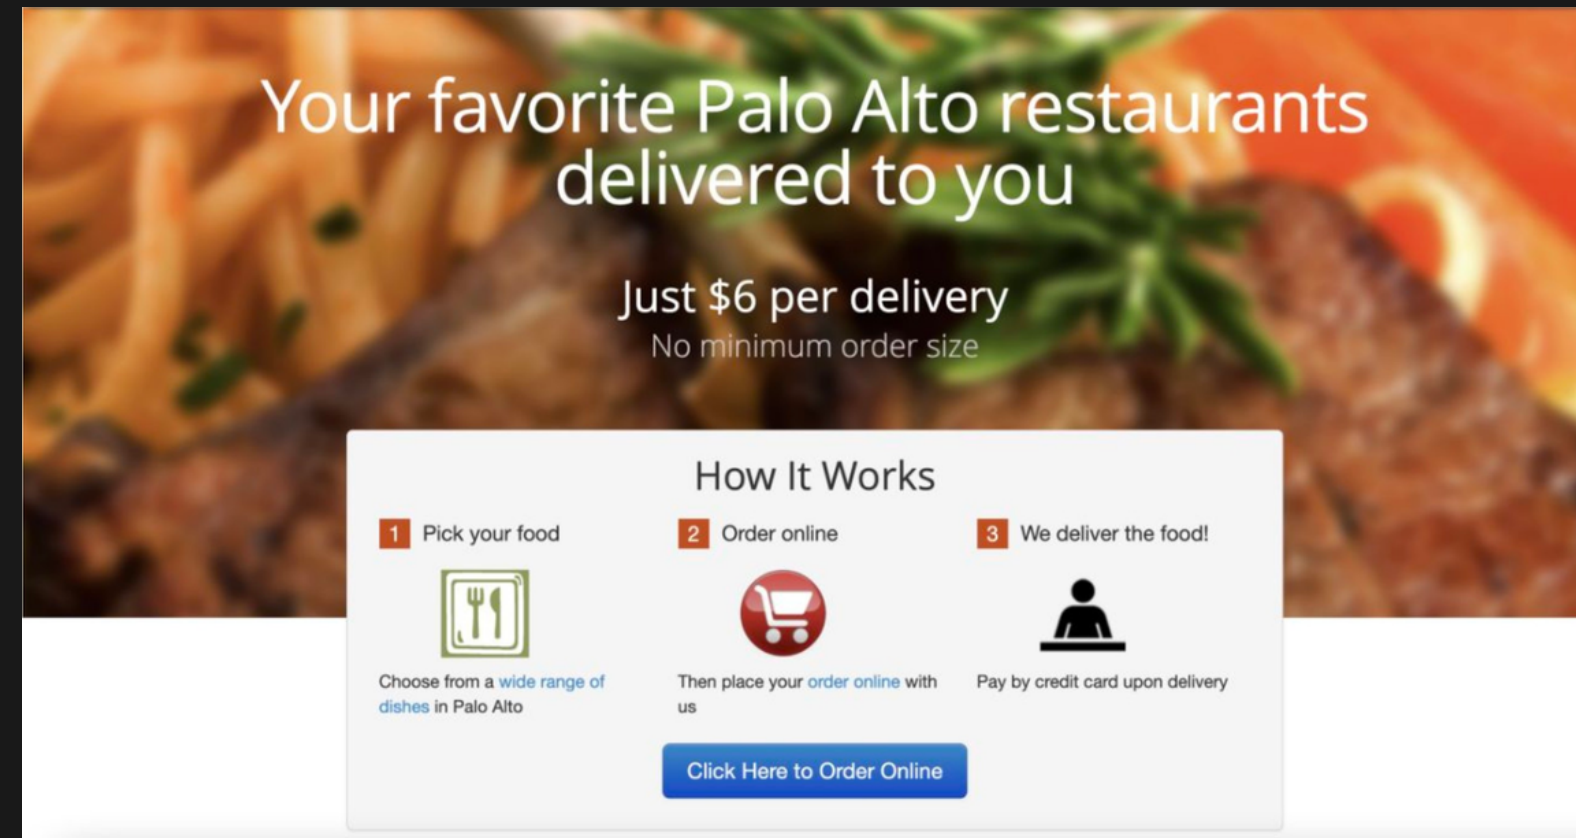 Your favorite Palo Alto restaurants
delivered to you
Just $6 per delivery
No minimum order size
How It Works
1 Pick your food
2 Order online
3 We deliver the food!
Choose from a wide range of
dishes in Palo Alto
Then place your order online with
us
Pay by credit card upon delivery
Click Here to Order Online